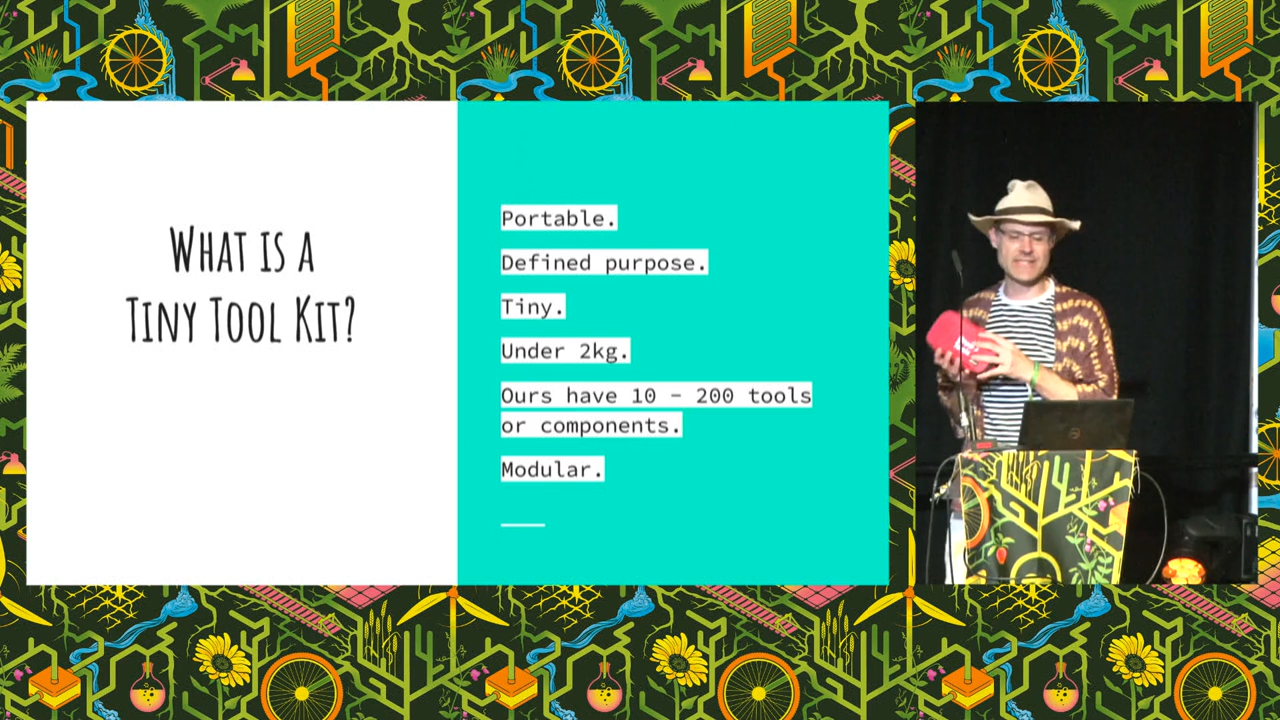 What is a
Tiny Tool Kit?
Portable.
Defined purpose.
Tiny.
Under 2kg.
Ours have 10 – 200 tools
or components.
Modular.